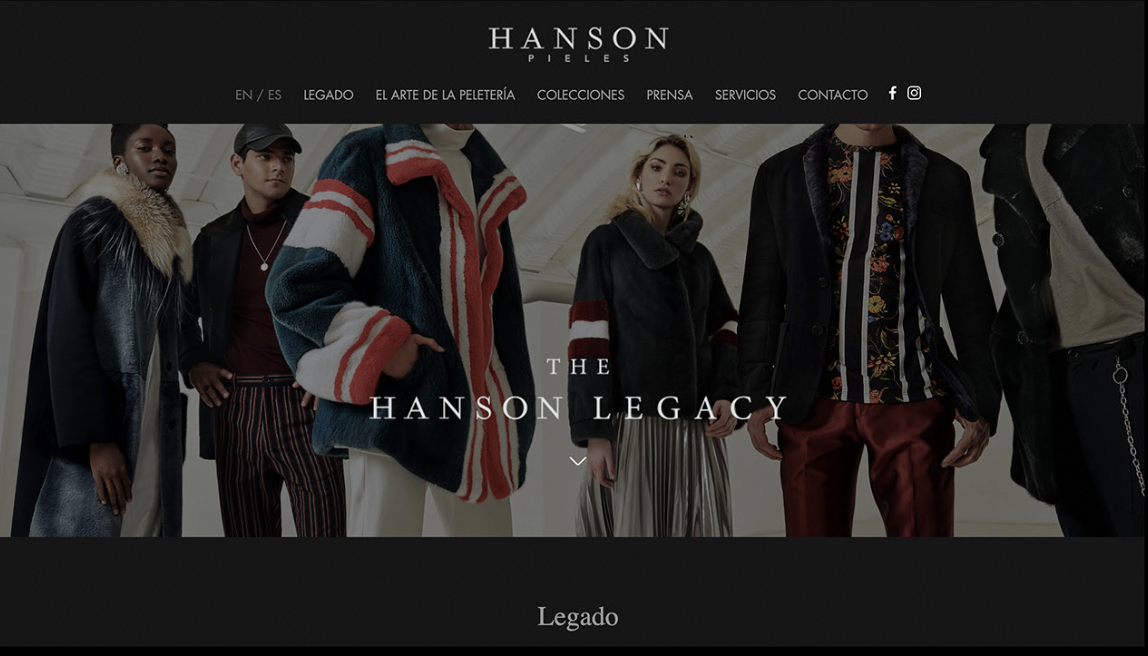 HANSON
PIELES
EN / ES LEGADO EL ARTE DE LA PELETERÍA COLECCIONES PRENSA SERVICIOS CONTACTO
THE
HANSON LEGACY
Legado